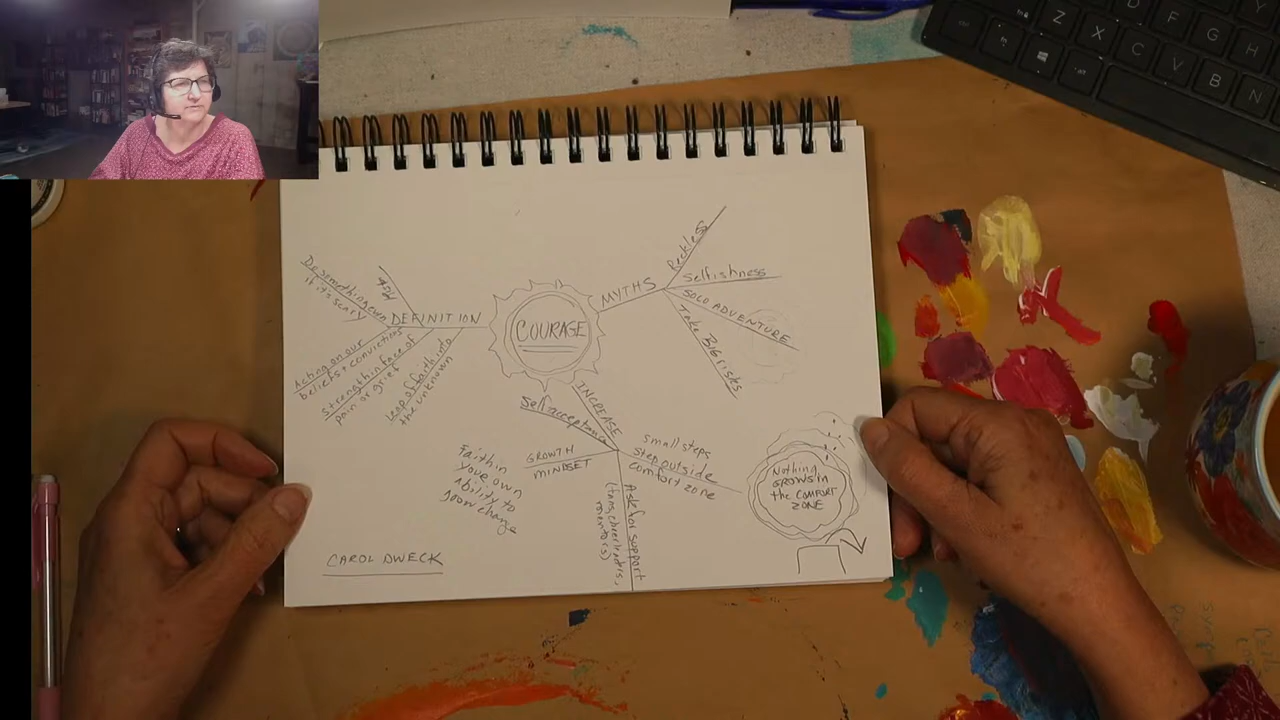 COURAGE
DEFINITION
Do something even
if it's scary
Acting on our
beliefs + convictions
strength in face of
pain or grief
leap of faith into
the unknown
MYTHS
Reckless
Selfishness
SOLO ADVENTURE
Take BIG risks
INCREASE
Self acceptance
GROWTH
MINDSET
Faith in
your own
ability to
grow change
Ask for support
(fans, cheerleaders,
mentors)
small steps
step outside
comfort zone
Nothing
GROWS IN
the COMFORT
ZONE
CAROL DWECK
D
F
G
H
Z
X
C
V
B
N
Y